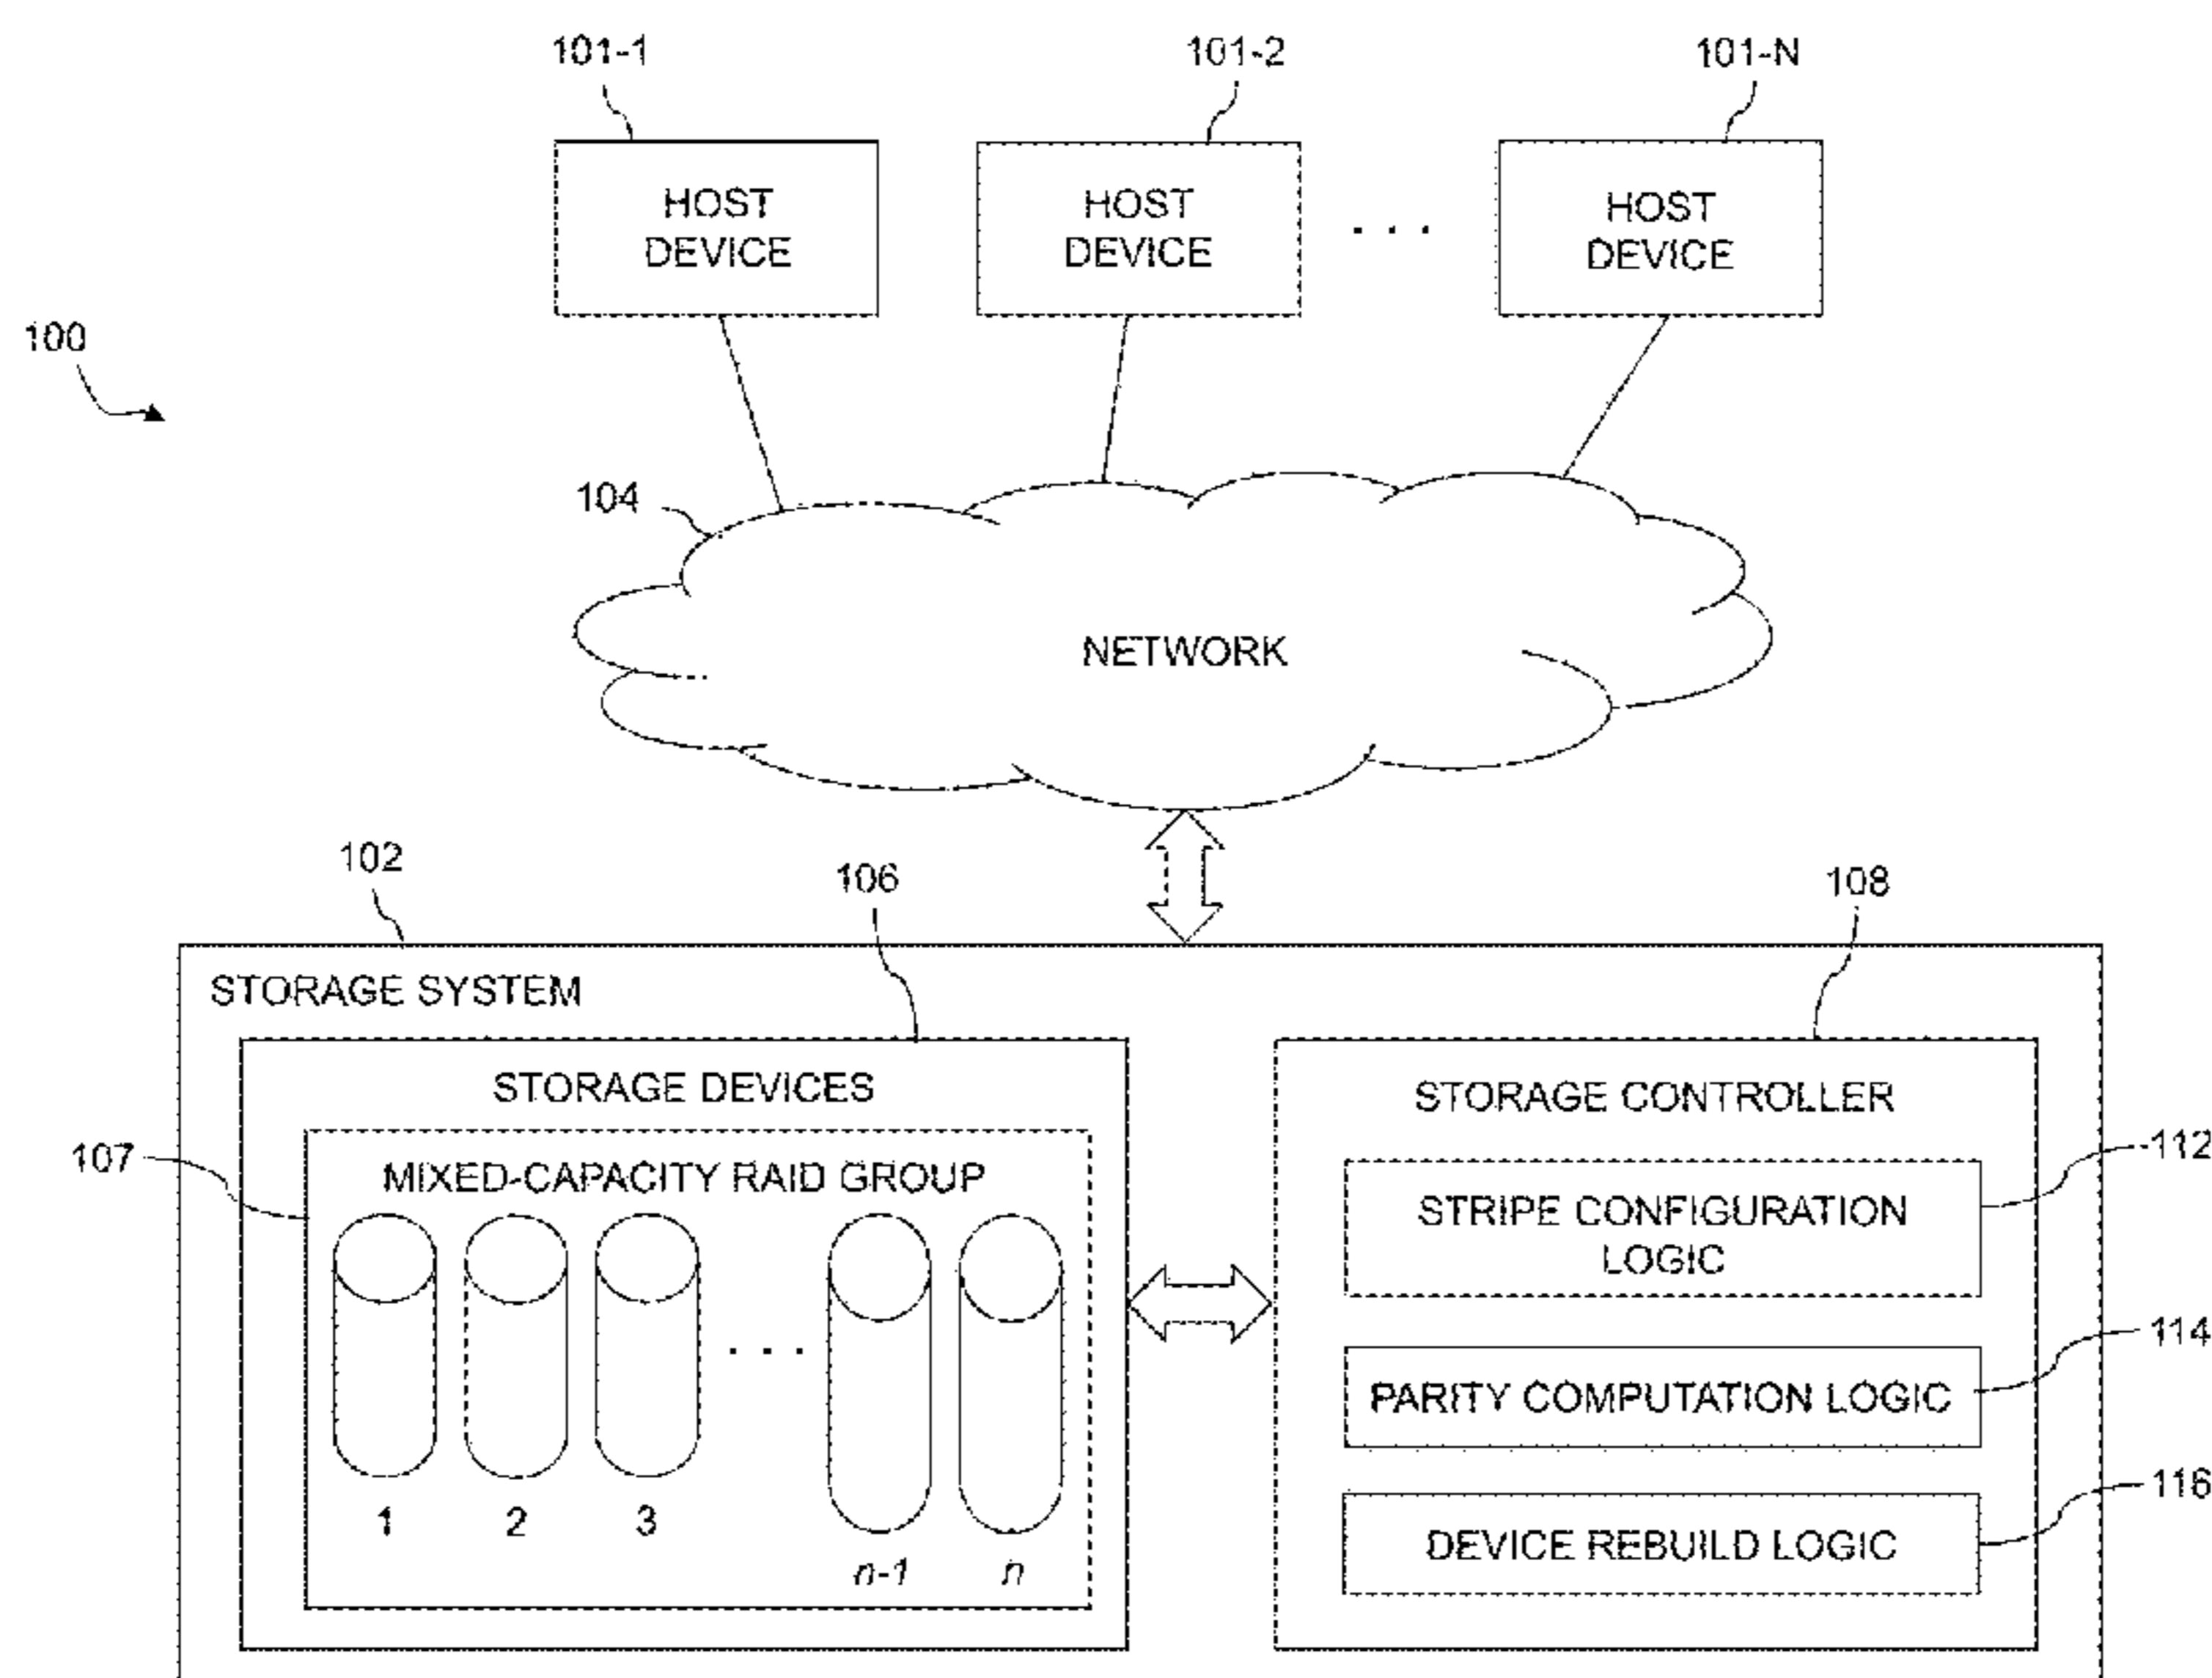 101-1
101-2
101-N
HOST
DEVICE
HOST
DEVICE
. . .
HOST
DEVICE
100
104
NETWORK
102
106
108
STORAGE SYSTEM
STORAGE DEVICES
STORAGE CONTROLLER
107
MIXED-CAPACITY RAID GROUP
112
STRIPE CONFIGURATION
LOGIC
. . .
114
PARITY COMPUTATION LOGIC
1
2
3
n-1
n
116
DEVICE REBUILD LOGIC